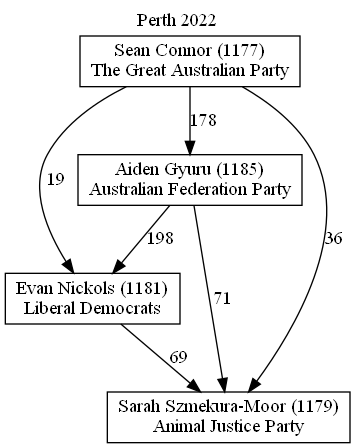 Perth 2022
Sean Connor (1177)
The Great Australian Party
178
Aiden Gyuru (1185)
Australian Federation Party
19
198
36
Evan Nickols (1181)
Liberal Democrats
71
69
Sarah Szmekura-Moor (1179)
Animal Justice Party